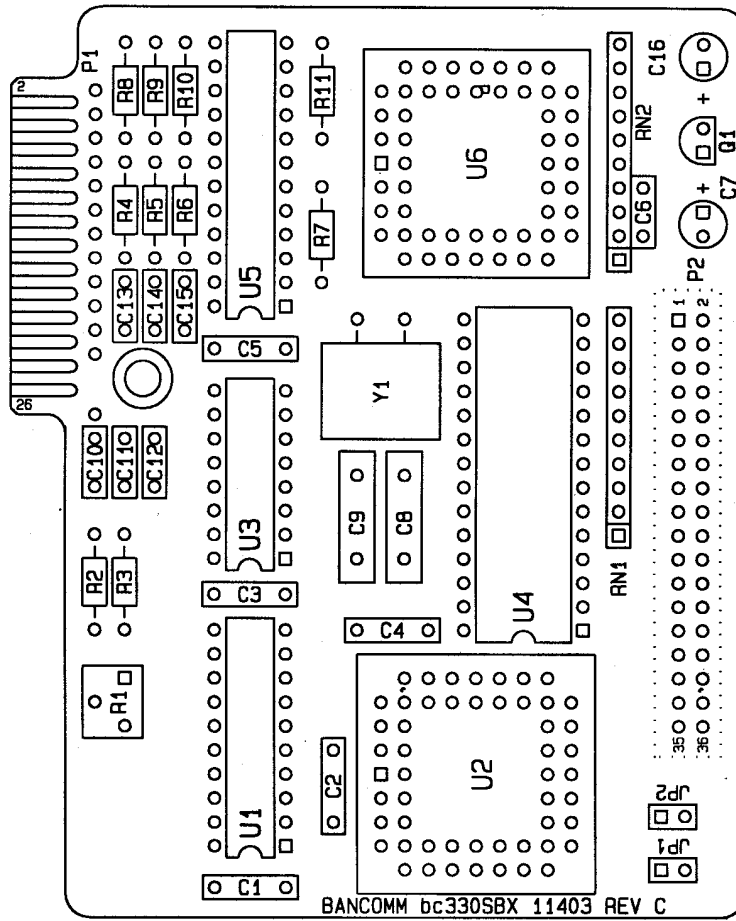 2
P1
R8
R9
R10
R11
C16
RN2
Q1
U6
R4
R5
R6
R7
C6
C7
P2
U5
C13
C14
C15
1
2
C5
Y1
26
C10
C11
C12
U3
C9
C8
RN1
R2
R3
C3
U4
C4
R1
35
36
C2
U2
U1
JP2
JP1
C1
BANCOMM bc330SBX 11403 REV C
+
+